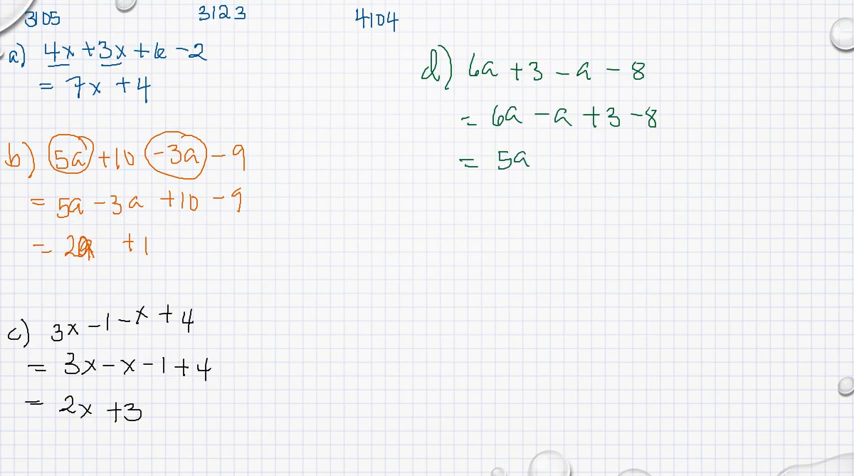 3105 3123 4104
a) 4x + 3x + 6 - 2
= 7x + 4
b) 5a + 10 - 3a - 9
= 5a - 3a + 10 - 9
= 2a + 1
c) 3x - 1 - x + 4
= 3x - x - 1 + 4
= 2x + 3
d) 6a + 3 - a - 8
= 6a - a + 3 - 8
= 5a